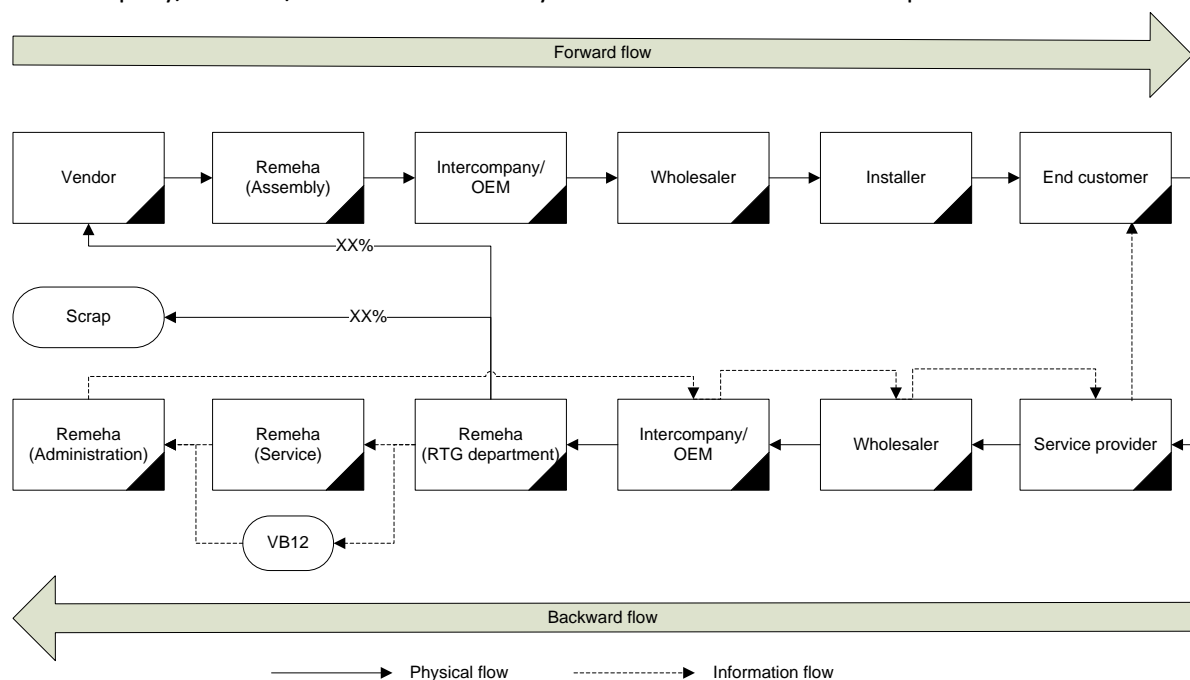 Forward flow
Vendor
Remeha
(Assembly)
Intercompany/
OEM
Wholesaler
Installer
End customer
XX%
Scrap
XX%
Remeha
(Administration)
Remeha
(Service)
Remeha
(RTG department)
Intercompany/
OEM
Wholesaler
Service provider
VB12
Backward flow
Physical flow
Information flow